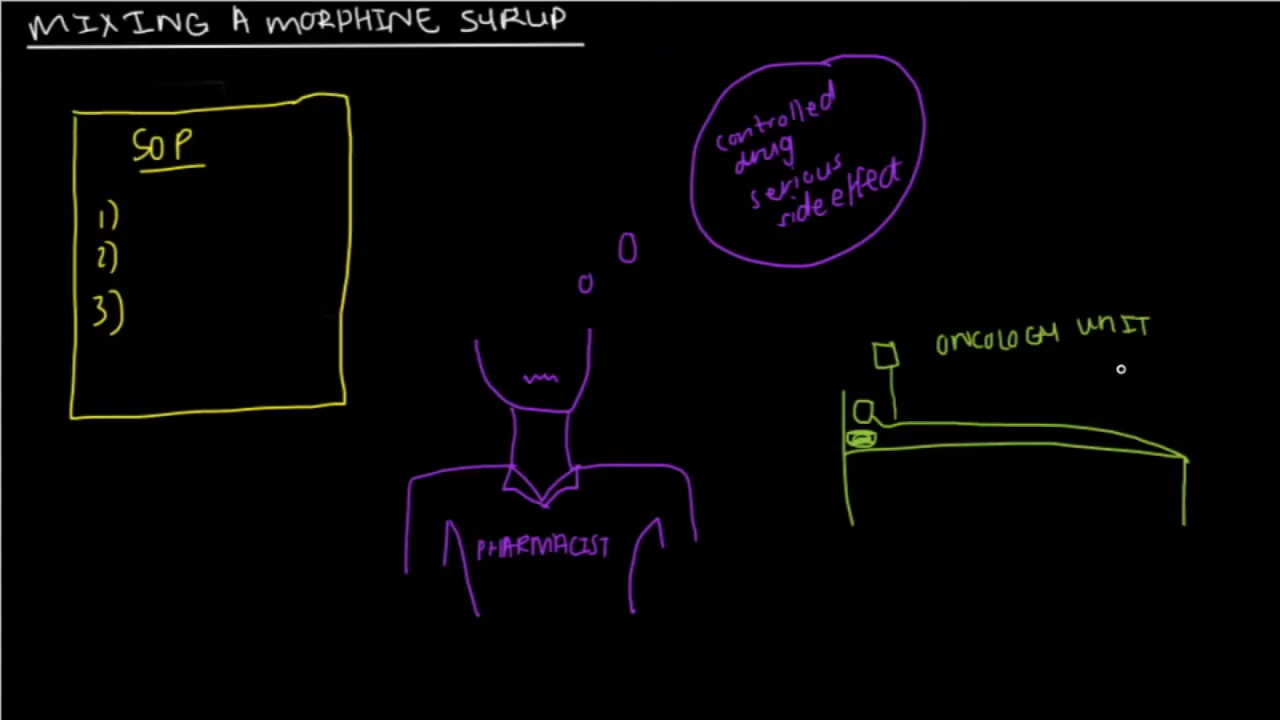 MIXING A MORPHINE SYRUP
SOP
1)
2)
3)
controlled
drug
serious
side effect
ONCOLOGY UNIT
PHARMACIST